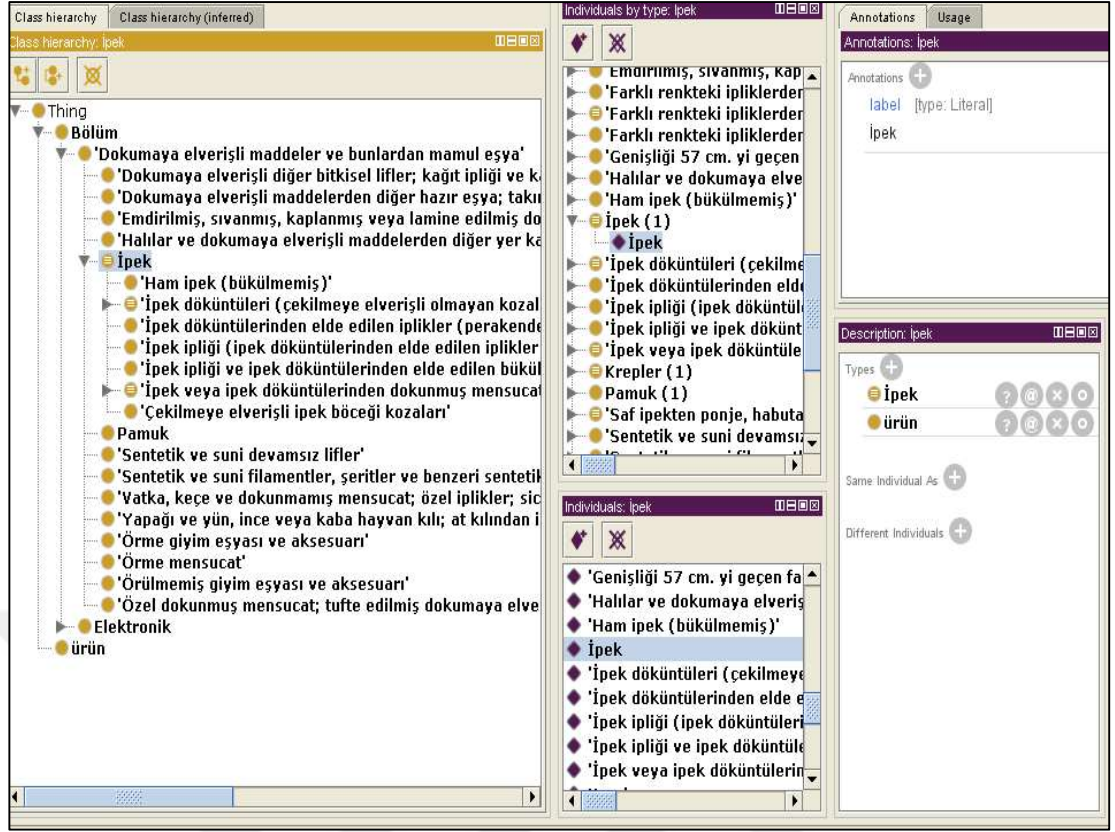 Class hierarchy
Class hierarchy (inferred)
Class hierarchy: İpek
Thing
Bölüm
'Dokumaya elverişli maddeler ve bunlardan mamul eşya'
'Dokumaya elverişli diğer bitkisel lifler; kağıt ipliği ve k
'Dokumaya elverişli maddelerden diğer hazır eşya; takı
'Emdirilmiş, sıvanmış, kaplanmış veya lamine edilmiş do
'Halılar ve dokumaya elverişli maddelerden diğer yer ka
İpek
'Ham ipek (bükülmemiş)'
'İpek döküntüleri (çekilmeye elverişli olmayan kozal
'İpek döküntülerinden elde edilen iplikler (perakende
'İpek ipliği (ipek döküntülerinden elde edilen iplikler
'İpek ipliği ve ipek döküntülerinden elde edilen bükül
'İpek veya ipek döküntülerinden dokunmuş mensucat
'Çekilmeye elverişli ipek böceği kozaları'
Pamuk
'Sentetik ve suni devamsız lifler'
'Sentetik ve suni filamentler, şeritler ve benzeri sentetik
'Vatka, keçe ve dokunmamış mensucat; özel iplikler; sic
'Yapağı ve yün, ince veya kaba hayvan kılı; at kılından i
'Örme giyim eşyası ve aksesuarı'
'Örme mensucat'
'Örülmemiş giyim eşyası ve aksesuarı'
'Özel dokunmuş mensucat; tufte edilmiş dokumaya elve
Elektronik
ürün
Individuals by type: İpek
'Emdirilmiş, sıvanmış, kap
'Farklı renkteki ipliklerden
'Farklı renkteki ipliklerden
'Farklı renkteki ipliklerden
'Genişliği 57 cm. yi geçen
'Halılar ve dokumaya elve
'Ham ipek (bükülmemiş)'
İpek (1)
İpek
'İpek döküntüleri (çekilme
'İpek döküntülerinden elde
'İpek ipliği (ipek döküntül
'İpek ipliği ve ipek dökünt
'İpek veya ipek döküntüle
Krepler (1)
Pamuk (1)
'Saf ipekten ponje, habuta
'Sentetik ve suni devamsız
Individuals: İpek
'Genişliği 57 cm. yi geçen fa
'Halılar ve dokumaya elveriş
'Ham ipek (bükülmemiş)'
İpek
'İpek döküntüleri (çekilmeye
'İpek döküntülerinden elde e
'İpek ipliği (ipek döküntüleri
'İpek ipliği ve ipek döküntüle
'İpek veya ipek döküntülerin
Annotations
Usage
Annotations: İpek
Annotations
label [type: Literal]
İpek
Description: İpek
Types
İpek
ürün
Same Individual As
Different Individuals